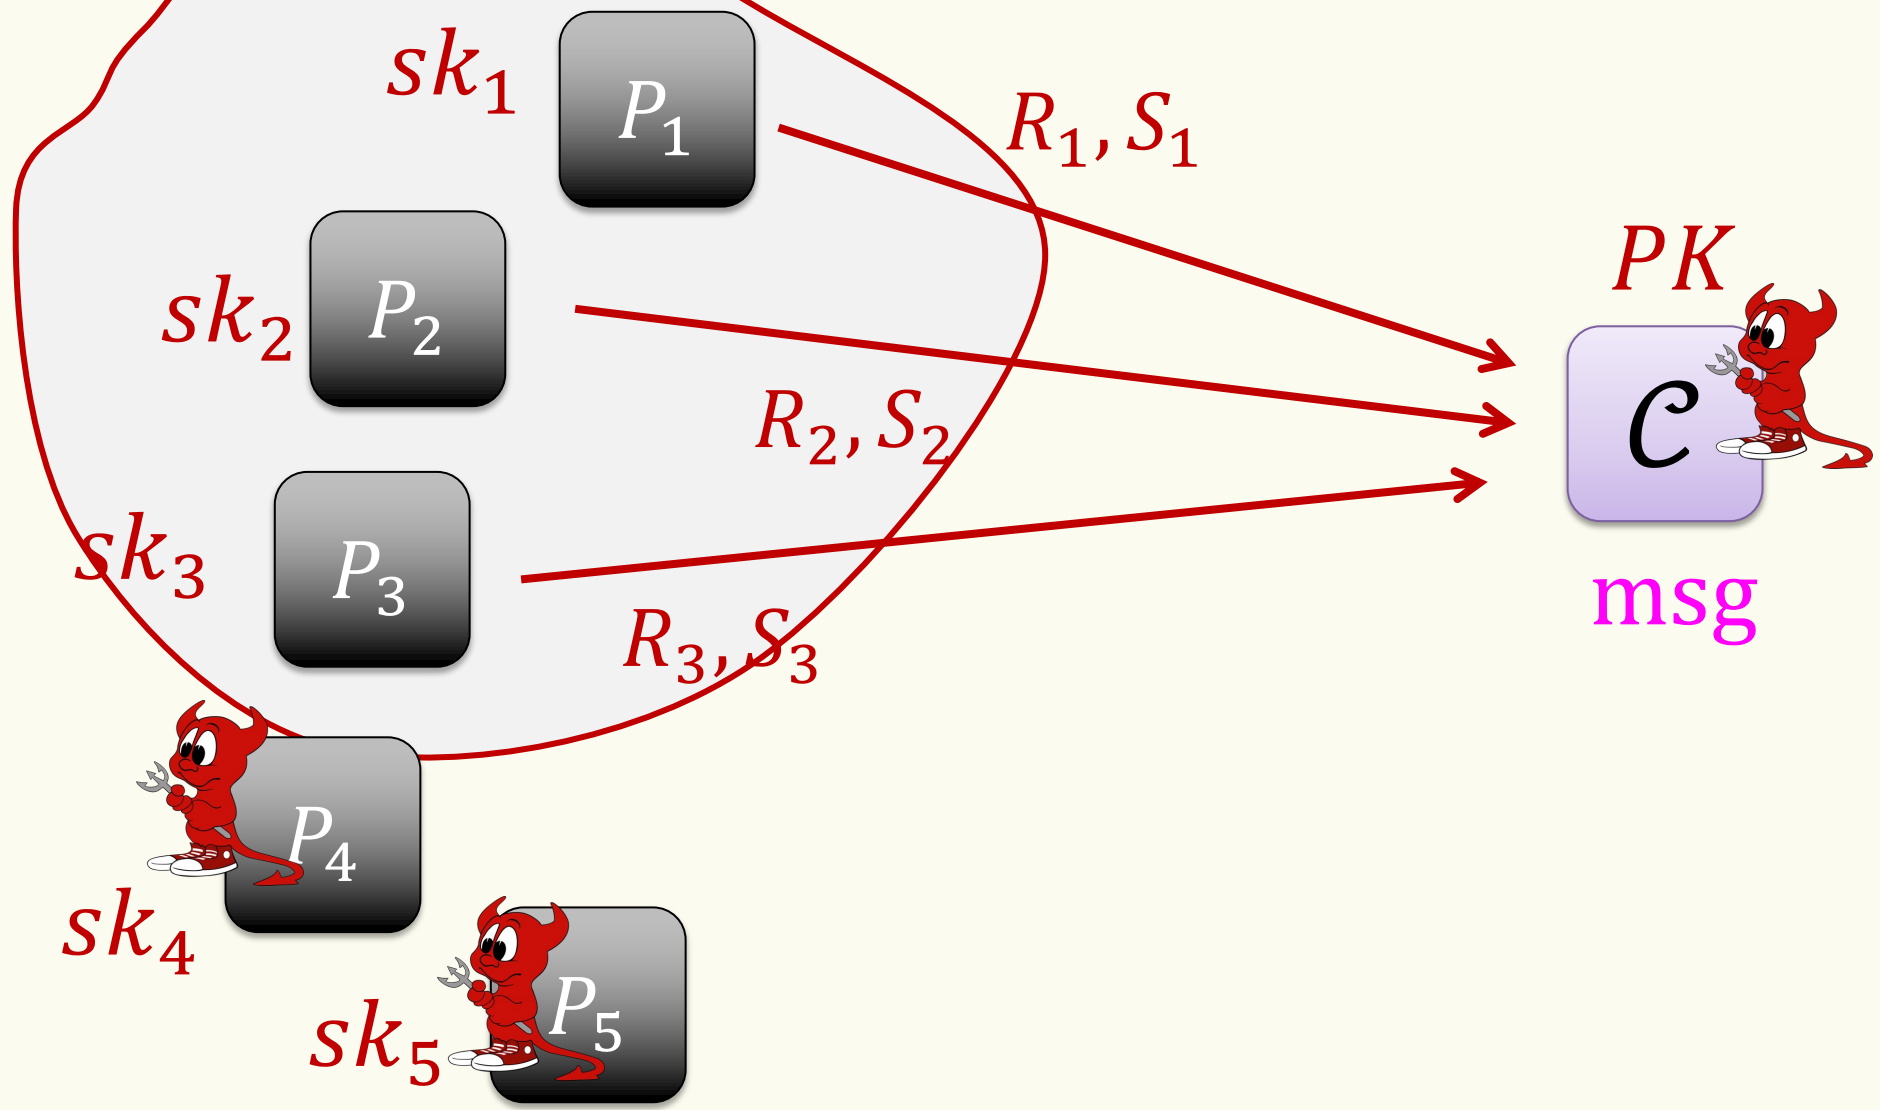 sk₁
P₁
R₁, S₁
PK
sk₂
P₂
C
R₂, S₂
sk₃
P₃
msg
R₃, S₃
P₄
sk₄
P₅
sk₅